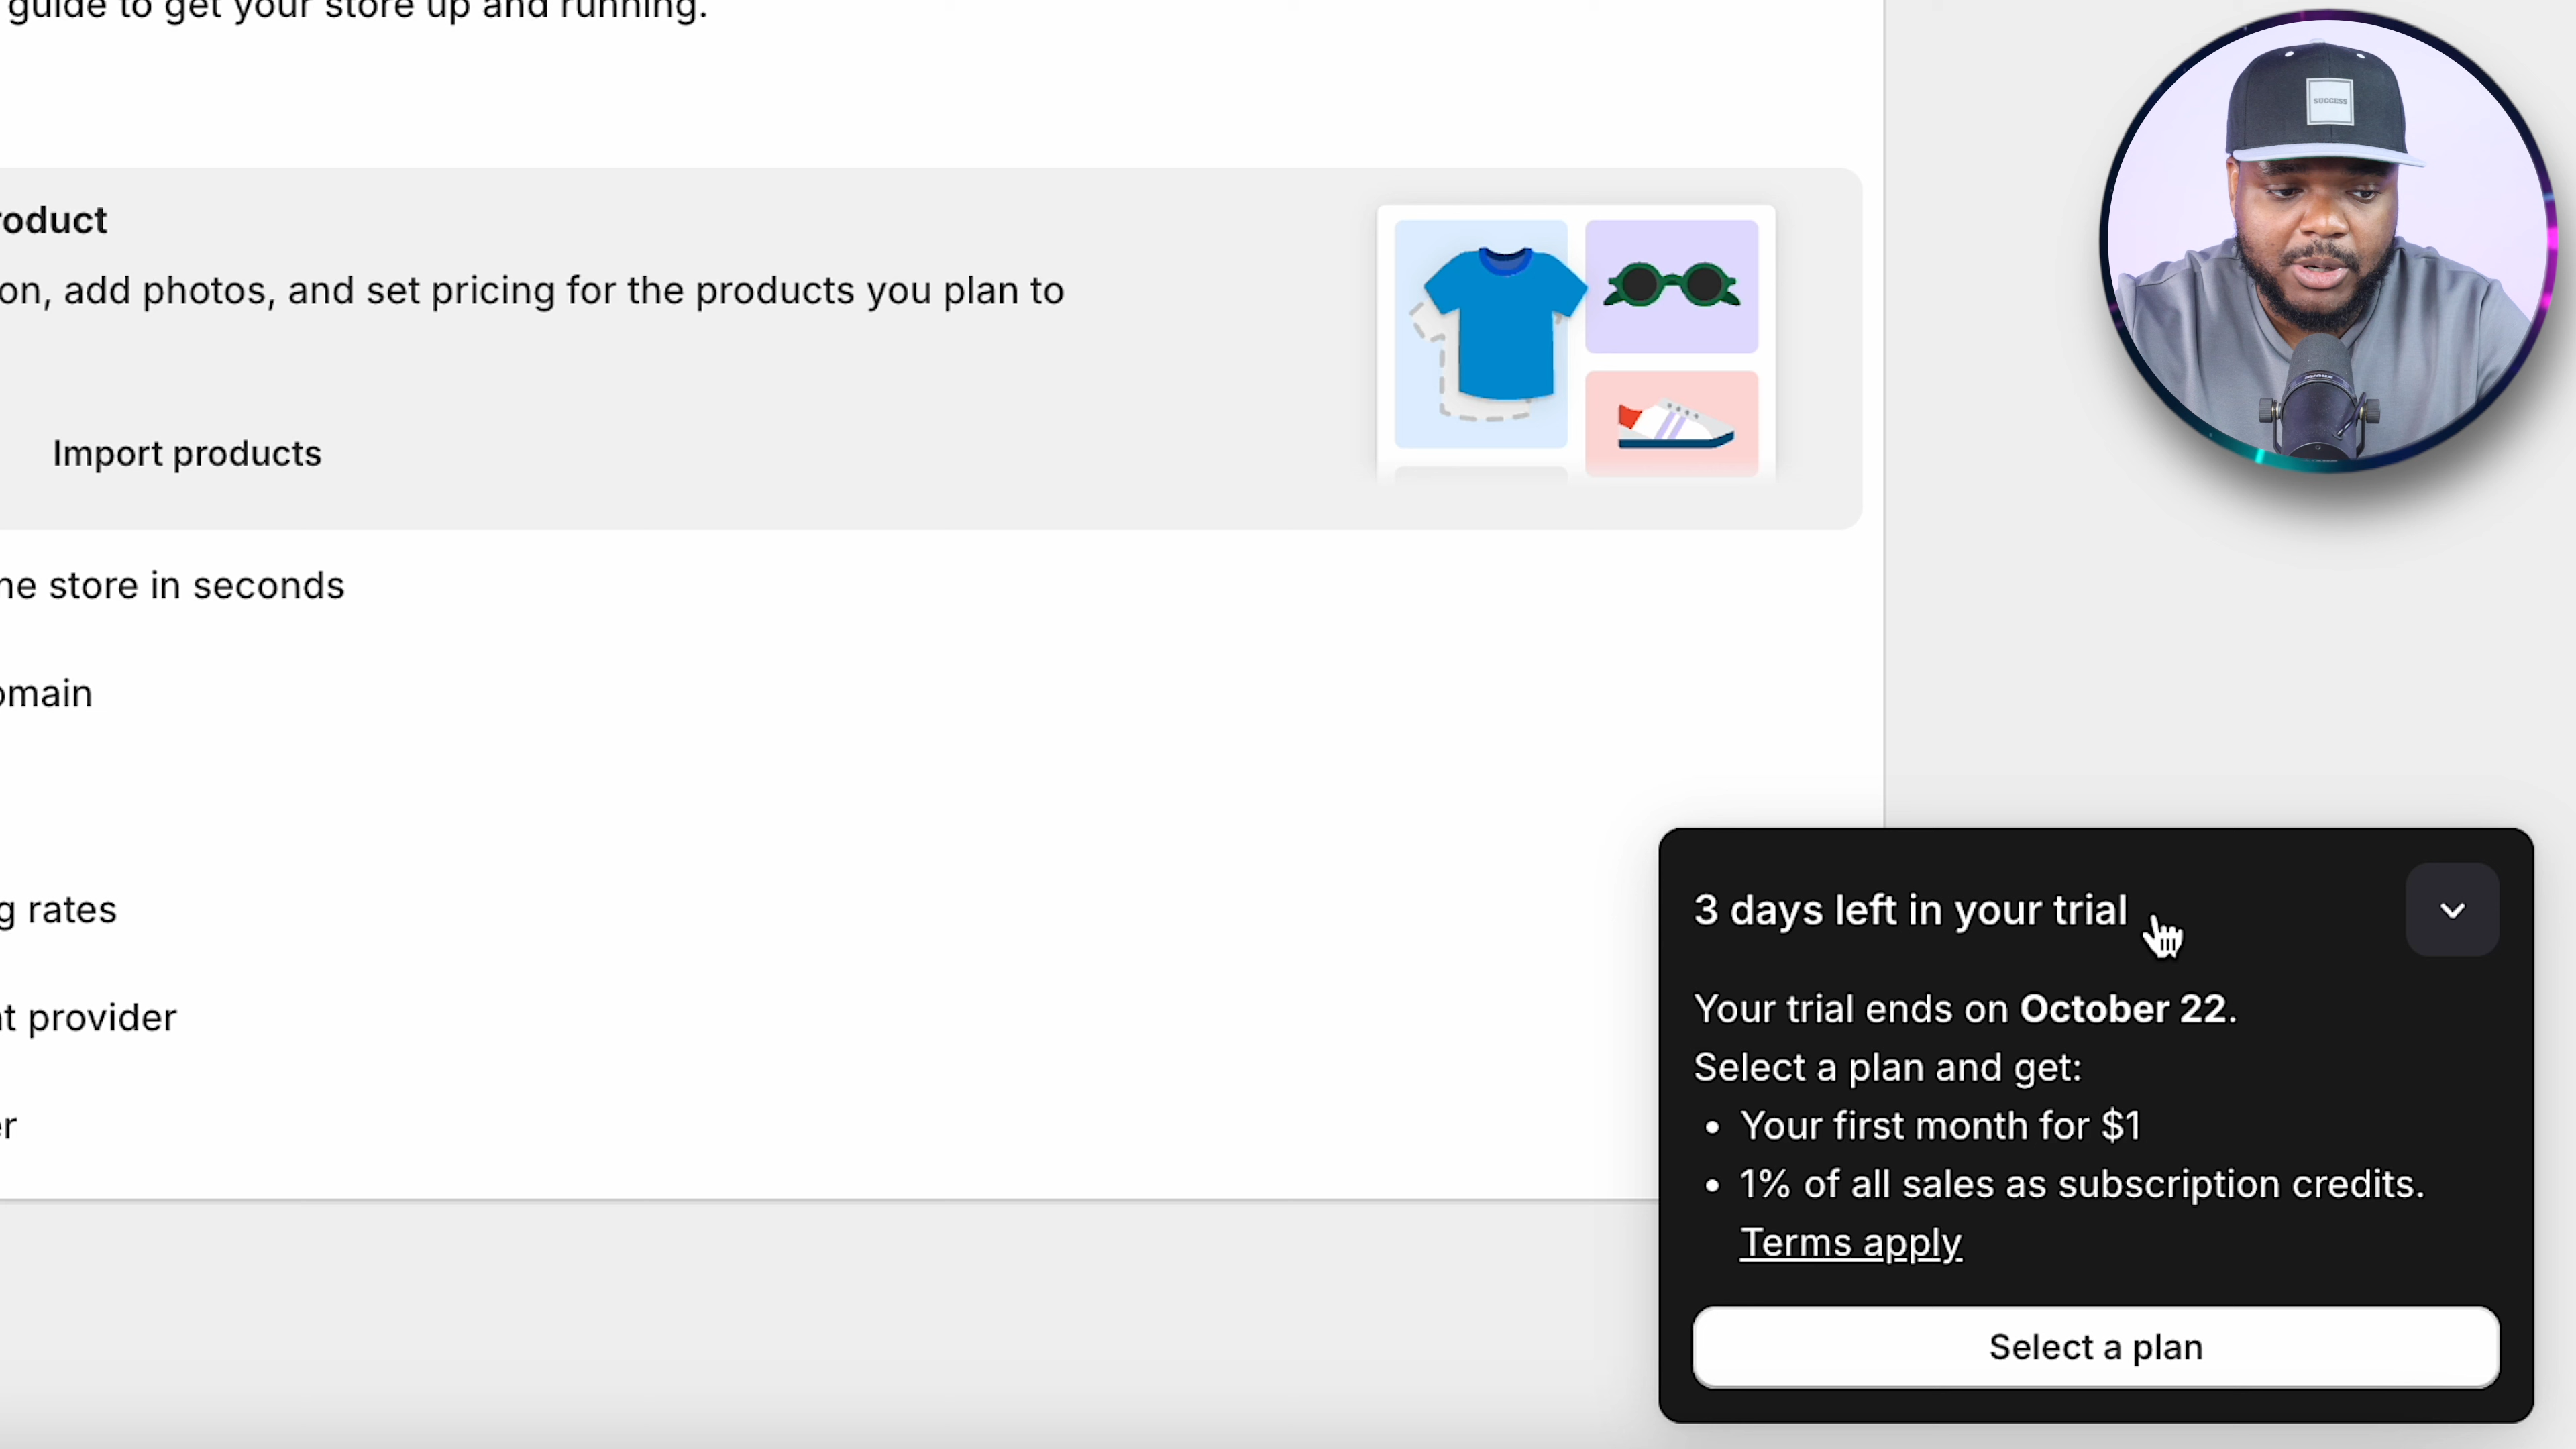 guide to get your store up and running.
SUCCESS
oduct
on, add photos, and set pricing for the products you plan to
Import products
ne store in seconds
omain
g rates
t provider
er
3 days left in your trial
Your trial ends on October 22.
Select a plan and get:
• Your first month for $1
• 1% of all sales as subscription credits.
Terms apply
Select a plan